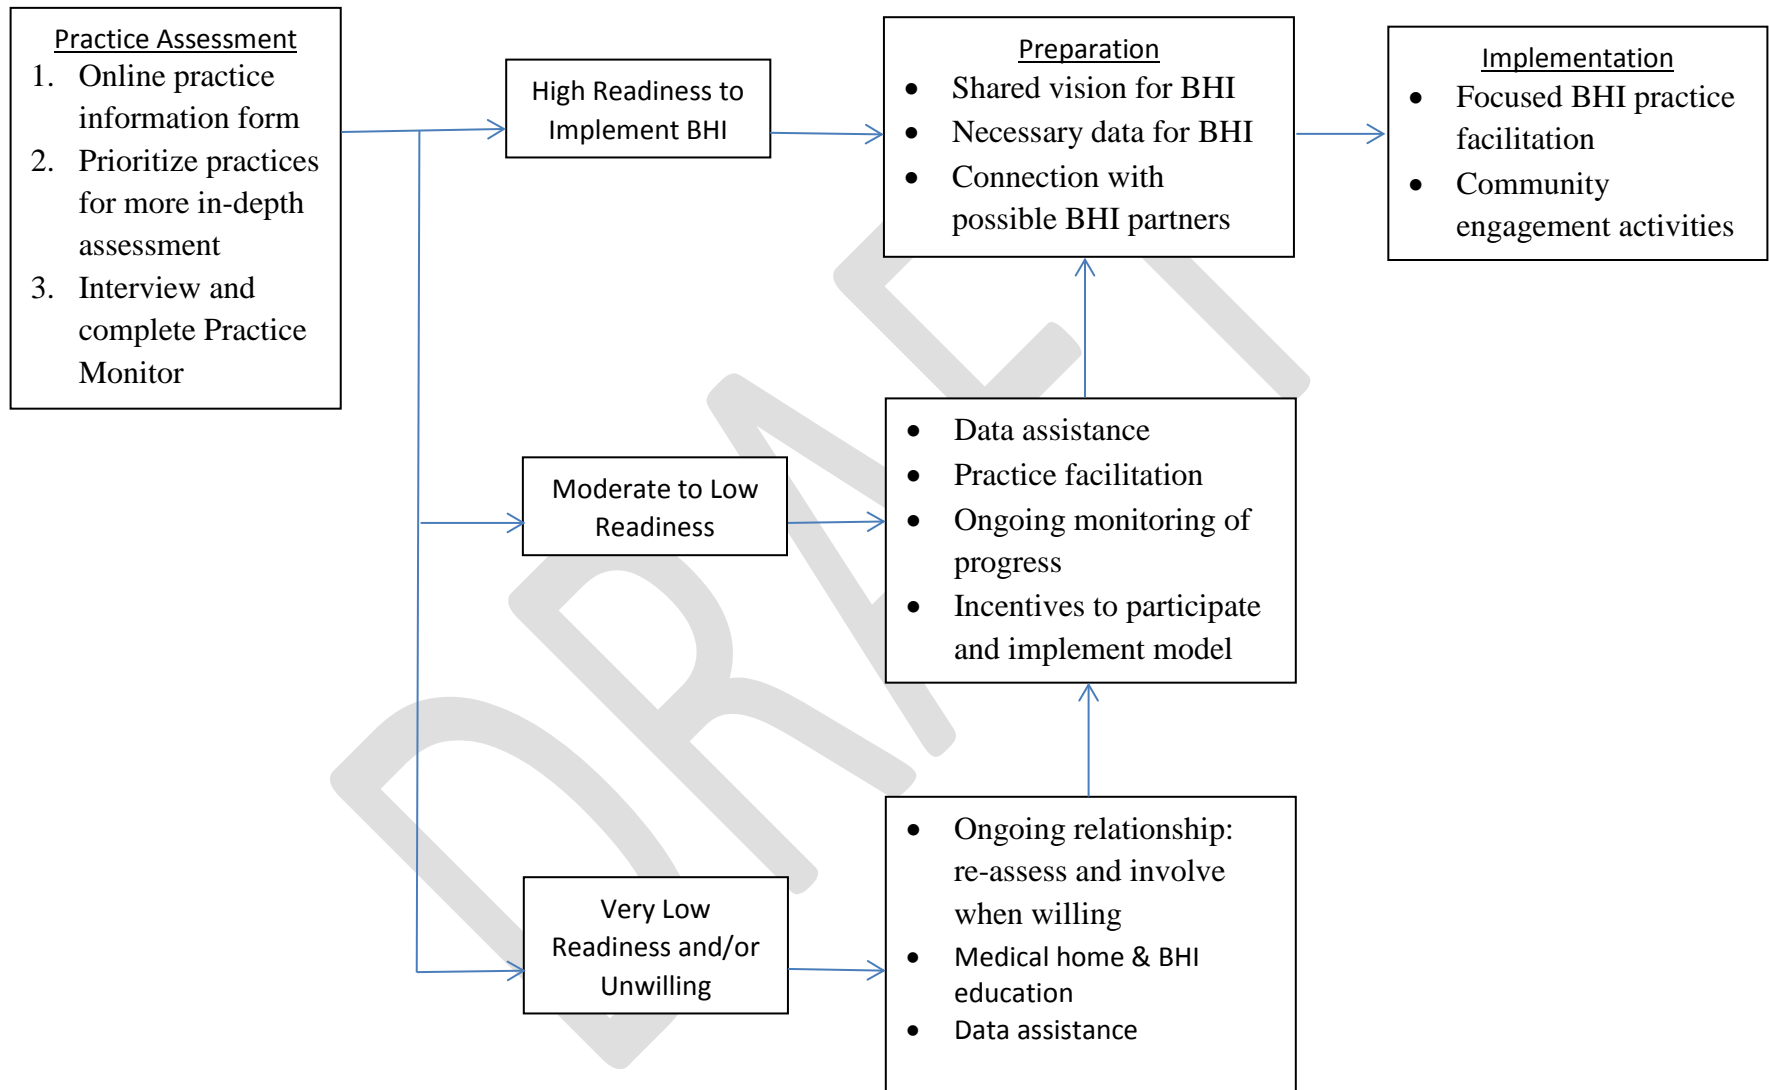 Practice Assessment
1. Online practice
information form
2. Prioritize practices
for more in-depth
assessment
3. Interview and
complete Practice
Monitor
High Readiness to
Implement BHI
Preparation
• Shared vision for BHI
• Necessary data for BHI
• Connection with
possible BHI partners
Implementation
• Focused BHI practice
facilitation
• Community
engagement activities
Moderate to Low
Readiness
• Data assistance
• Practice facilitation
• Ongoing monitoring of
progress
• Incentives to participate
and implement model
Very Low
Readiness and/or
Unwilling
• Ongoing relationship:
re-assess and involve
when willing
• Medical home & BHI
education
• Data assistance
DRAFT